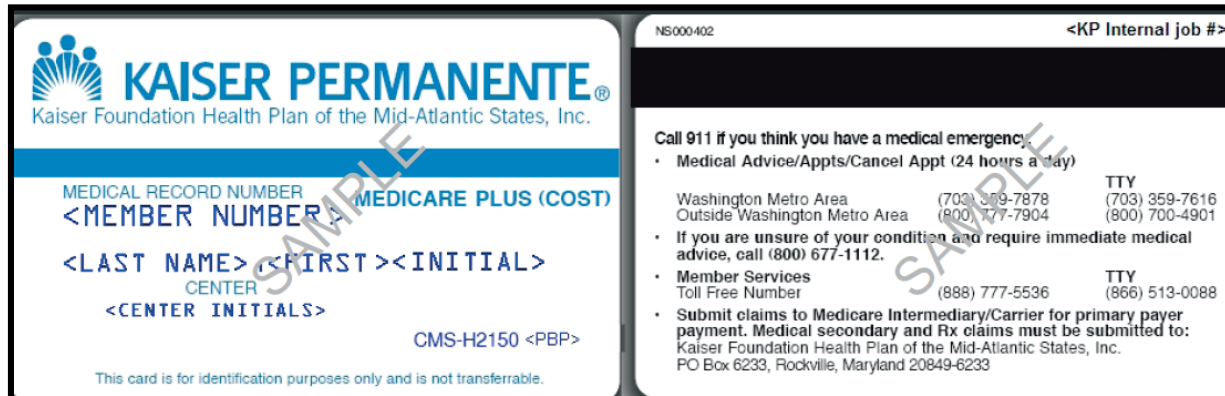 KAISER PERMANENTE®
Kaiser Foundation Health Plan of the Mid-Atlantic States, Inc.
MEDICAL RECORD NUMBER
MEDICARE PLUS (COST)
<MEMBER NUMBER>
<LAST NAME>,<FIRST><INITIAL>
CENTER
<CENTER INITIALS>
CMS-H2150 <PBP>
This card is for identification purposes only and is not transferrable.
SAMPLE
NS000402 <KP Internal job #>
Call 911 if you think you have a medical emergency.
• Medical Advice/Appts/Cancel Appt (24 hours a day)
TTY
Washington Metro Area (703) 359-7878 (703) 359-7616
Outside Washington Metro Area (800) 777-7904 (800) 700-4901
• If you are unsure of your condition and require immediate medical
advice, call (800) 677-1112.
• Member Services TTY
Toll Free Number (888) 777-5536 (866) 513-0088
• Submit claims to Medicare Intermediary/Carrier for primary payer
payment. Medical secondary and Rx claims must be submitted to:
Kaiser Foundation Health Plan of the Mid-Atlantic States, Inc.
PO Box 6233, Rockville, Maryland 20849-6233
SAMPLE